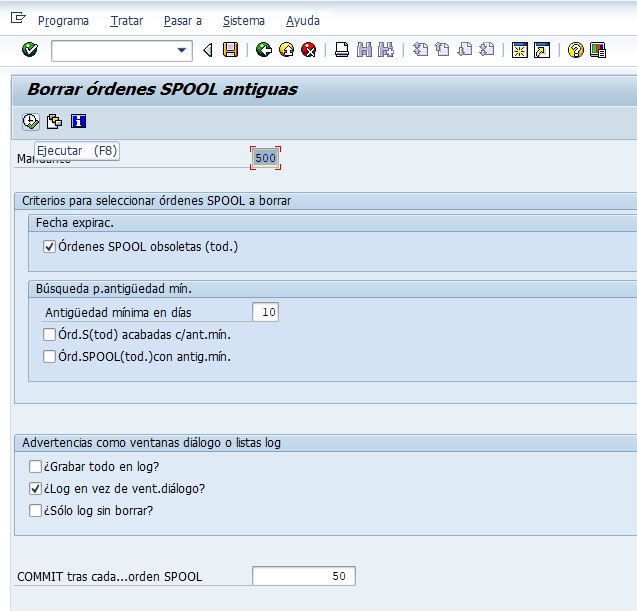 Programa Tratar Pasar a Sistema Ayuda
Borrar órdenes SPOOL antiguas
Ejecutar (F8)
500
Criterios para seleccionar órdenes SPOOL a borrar
Fecha expirac.
Órdenes SPOOL obsoletas (tod.)
Búsqueda p.antigüedad mín.
Antigüedad mínima en días 10
Órd.S(tod) acabadas c/ant.mín.
Órd.SPOOL(tod.)con antig.mín.
Advertencias como ventanas diálogo o listas log
¿Grabar todo en log?
¿Log en vez de vent.diálogo?
¿Sólo log sin borrar?
COMMIT tras cada...orden SPOOL 50